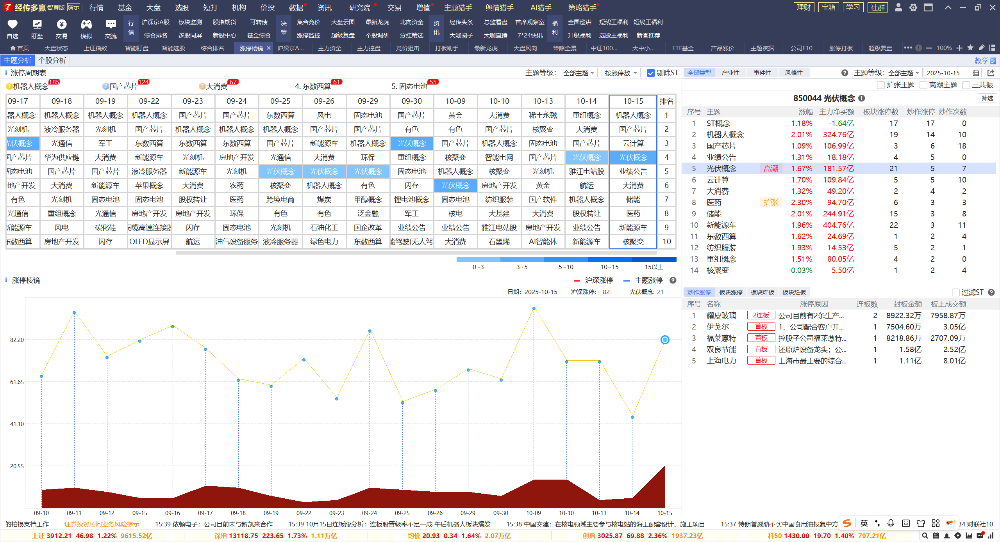 经传多赢 智尊版 演示 行情 基金 大盘 选股 短打 机构 价投 数据 资讯 研究院 交易 增值 主题猎手 舆情猎手 AI猎手 策略猎手 理财 宝箱 学习 社群
自选 盯盘 交易 模拟 交流 行情 沪深京A股 板块监测 股指期货 可转债 决策 集合竞价 大盘云图 最新龙虎 北向资金 资讯 经传头条 总监看盘 首席观察室 福利 全国巡讲 短线王福利 短线王福利
综合排名 多股同屏 新股中心 基金综合 涨停监控 超级复盘 个股调研 分红精选 大咖圈子 大咖直播 7*24快讯 升级福利 选股王福利 新客推荐
首页 大盘状态 上证指数 智能盯盘 智能选股 综合排名 涨停棱镜 沪深京A... 主力资金 主力控盘 竞价狙击 打板助手 最新龙虎 大盘风向 策略全景 中证100... 大中小... ETF基金 产品涨价 主题挖掘 公司F10 涨停打板 超级复盘 100%
主题分析 个股分析 教学
涨停周期表 主题等级: 全部主题 按涨停数 剔除ST
1 机器人概念 185 2 国产芯片 124 3 大消费 67 4. 东数西算 61 5. 固态电池 55
09-17 09-18 09-19 09-22 09-23 09-24 09-25 09-26 09-29 09-30 10-09 10-10 10-13 10-14 10-15 排名
器人概念 机器人概念 机器人概念 机器人概念 国产芯片 国产芯片 东数西算 风电 固态电池 国产芯片 黄金 大消费 稀土永磁 重组概念 机器人概念 1
光刻机 液冷服务器 光刻机 国产芯片 机器人概念 机器人概念 机器人概念 国产芯片 国产芯片 有色 有色 国产芯片 核聚变 大消费 国产芯片 2
光伏概念 光通信 军工 东数西算 东数西算 东数西算 国产芯片 新能源车 机器人概念 光伏概念 国产芯片 机器人概念 固态电池 国产芯片 云计算 3
国产芯片 华为供应链 大消费 新能源车 光刻机 房地产开发 光通信 大消费 环保 重组概念 核聚变 智能电网 国产芯片 光伏概念 光伏概念 4
固态电池 国产芯片 国产芯片 液冷服务器 新能源车 光刻机 光伏概念 光伏概念 光伏概念 固态电池 机器人概念 核聚变 光刻机 雅江电站股 业绩公告 5
地产开发 大消费 新能源车 苹果概念 大消费 农药 核聚变 机器人概念 有色 闪存 光伏概念 房地产开发 黄金 航运 大消费 6
有色 光刻机 固态电池 固态电池 股权转让 医药 跨境电商 煤炭 甲醇概念 锂电池概念 固态电池 纺织服装 国产软件 机器人概念 储能 7
光通信 重组概念 光通信 房地产开发 房地产开发 环保 有色 有色 泛金融 军工 核电 大基建 大消费 股权转让 医药 8
新能源车 风电 碳化硅 铜缆高速连接器 闪存 固态电池 光刻机 石油化工 国企改革 业绩公告 业绩公告 雅江电站股 房地产开发 业绩公告 新能源车 9
东数西算 房地产开发 闪存 OLED显示屏 航运 油气设备服务 液冷服务器 绿色电力 东数西算 能驾驶(无人驾 大消费 石墨烯 AI智能体 新能源车 核聚变 10
0~3 3~5 5~10 10~15 15以上
涨停棱镜 沪深涨停 主题涨停
日期: 2025-10-15 沪深涨停: 82 光伏概念: 21
82.20
61.65
41.10
20.55
09-10 09-11 09-12 09-15 09-16 09-17 09-18 09-19 09-22 09-23 09-24 09-25 09-26 09-29 09-30 10-09 10-10 10-13 10-14 10-15
全部类型 产业性 事件性 风格性 主题等级: 全部主题 2025-10-15
扩张主题 高潮主题 三共振
850044 光伏概念 筛选
序号 主题 涨幅 主力净买额 板块涨停数 炒作涨停 炒作次数
1 ST概念 1.18% -1.64亿 17 17 0
2 机器人概念 2.01% 324.76亿 19 14 10
3 国产芯片 1.09% 106.99亿 3 6 18
4 业绩公告 1.31% 18.18亿 4 5 0
5 光伏概念 高潮 1.67% 181.57亿 21 5 7
6 云计算 1.70% 109.84亿 5 5 10
7 大消费 1.32% 49.20亿 2 4 2
8 医药 扩张 2.30% 94.70亿 6 3 3
9 储能 2.01% 244.91亿 15 3 8
10 新能源车 1.96% 404.76亿 22 3 11
11 东数西算 1.62% 24.69亿 1 2 4
12 纺织服装 1.93% 14.53亿 5 2 1
13 重组概念 1.51% 80.05亿 4 2 0
14 核聚变 -0.03% 5.50亿 1 2 4
炒作涨停 板块涨停 板块炸板 板块烂板 过滤ST
序号 名称 涨停原因 连板数 封板金额 板上成交额
1 耀皮玻璃 2连板 公司目前有2条生产... 2 8922.32万 7958.87万
2 伊戈尔 首板 1、公司配合客户开... 1 7504.60万 3.05亿
3 福莱蒽特 首板 控股子公司福莱蒽特... 1 8218.86万 2707.09万
4 双良节能 首板 还原炉设备龙头；公... 1 1.58亿 2.52亿
5 上海电力 首板 上海市最主要的综合... 1 1.11亿 8.01亿
的拍摄支持工作 证券投资顾问业务风险提示 15:39 依顿电子：公司目前未与新凯来合作 15:39 10月15日连板股分析：连板股晋级率不足一成 午后机器人板块爆发 15:38 中国交建：在核电领域主要参与核电站的海工配套设计、施工项目 15:37 特朗普威胁不买中国食用油报复中方 英 34 财联社10
上证 3912.21 46.98 1.22% 9615.52亿 深指 13118.75 223.65 1.73% 1.11万亿 均价 20.93 0.34 1.64% 2.07万亿 创指 3025.87 69.88 2.36% 1937.23亿 科50 1430.00 19.70 1.40% 797.21亿